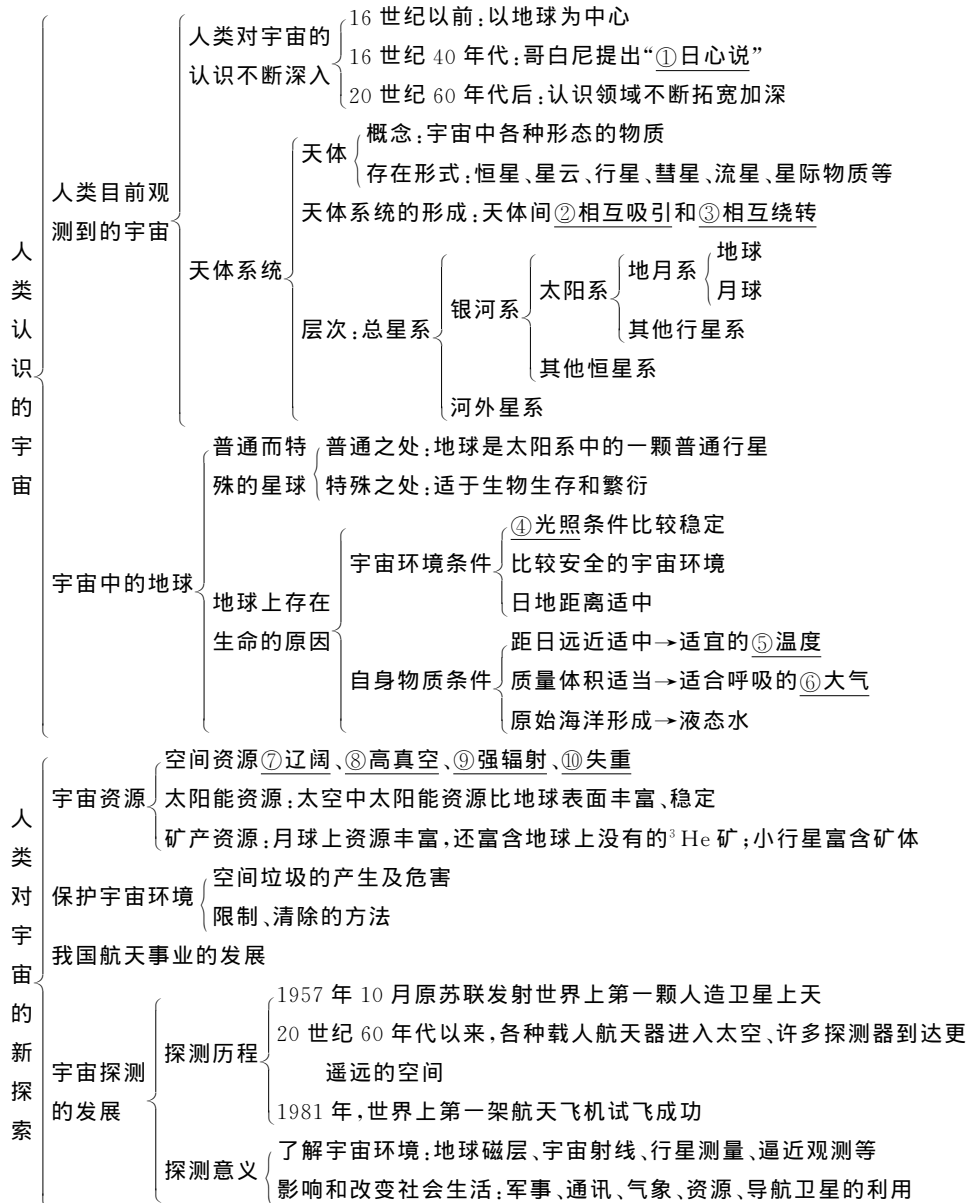 人类认识的宇宙
人类目前观
测到的宇宙
人类对宇宙的
认识不断深入
16 世纪以前:以地球为中心
16 世纪 40 年代:哥白尼提出“①日心说”
20 世纪 60 年代后:认识领域不断拓宽加深
天体系统
天体
概念:宇宙中各种形态的物质
存在形式:恒星、星云、行星、彗星、流星、星际物质等
天体系统的形成:天体间②相互吸引和③相互绕转
层次:总星系
银河系
太阳系
地月系
地球
月球
其他行星系
其他恒星系
河外星系
宇宙中的地球
普通而特
殊的星球
普通之处:地球是太阳系中的一颗普通行星
特殊之处:适于生物生存和繁衍
地球上存在
生命的原因
宇宙环境条件
④光照条件比较稳定
比较安全的宇宙环境
日地距离适中
自身物质条件
距日远近适中→适宜的⑤温度
质量体积适当→适合呼吸的⑥大气
原始海洋形成→液态水
人类对宇宙的新探索
宇宙资源
空间资源⑦辽阔、⑧高真空、⑨强辐射、⑩失重
太阳能资源:太空中太阳能资源比地球表面丰富、稳定
矿产资源:月球上资源丰富,还富含地球上没有的³He 矿;小行星富含矿体
保护宇宙环境
空间垃圾的产生及危害
限制、清除的方法
我国航天事业的发展
宇宙探测
的发展
探测历程
1957 年 10 月原苏联发射世界上第一颗人造卫星上天
20 世纪 60 年代以来,各种载人航天器进入太空、许多探测器到达更
遥远的空间
1981 年,世界上第一架航天飞机试飞成功
探测意义
了解宇宙环境:地球磁层、宇宙射线、行星测量、逼近观测等
影响和改变社会生活:军事、通讯、气象、资源、导航卫星的利用